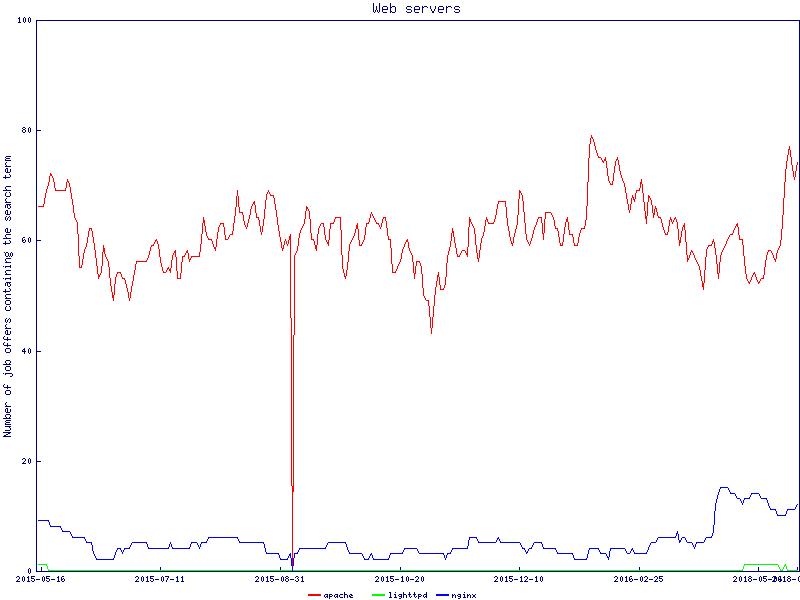 Web servers
Number of job offers containing the search term
100
80
60
40
20
0
2015-05-16 2015-07-11 2015-08-31 2015-10-20 2015-12-10 2016-02-25
apache lighttpd nginx